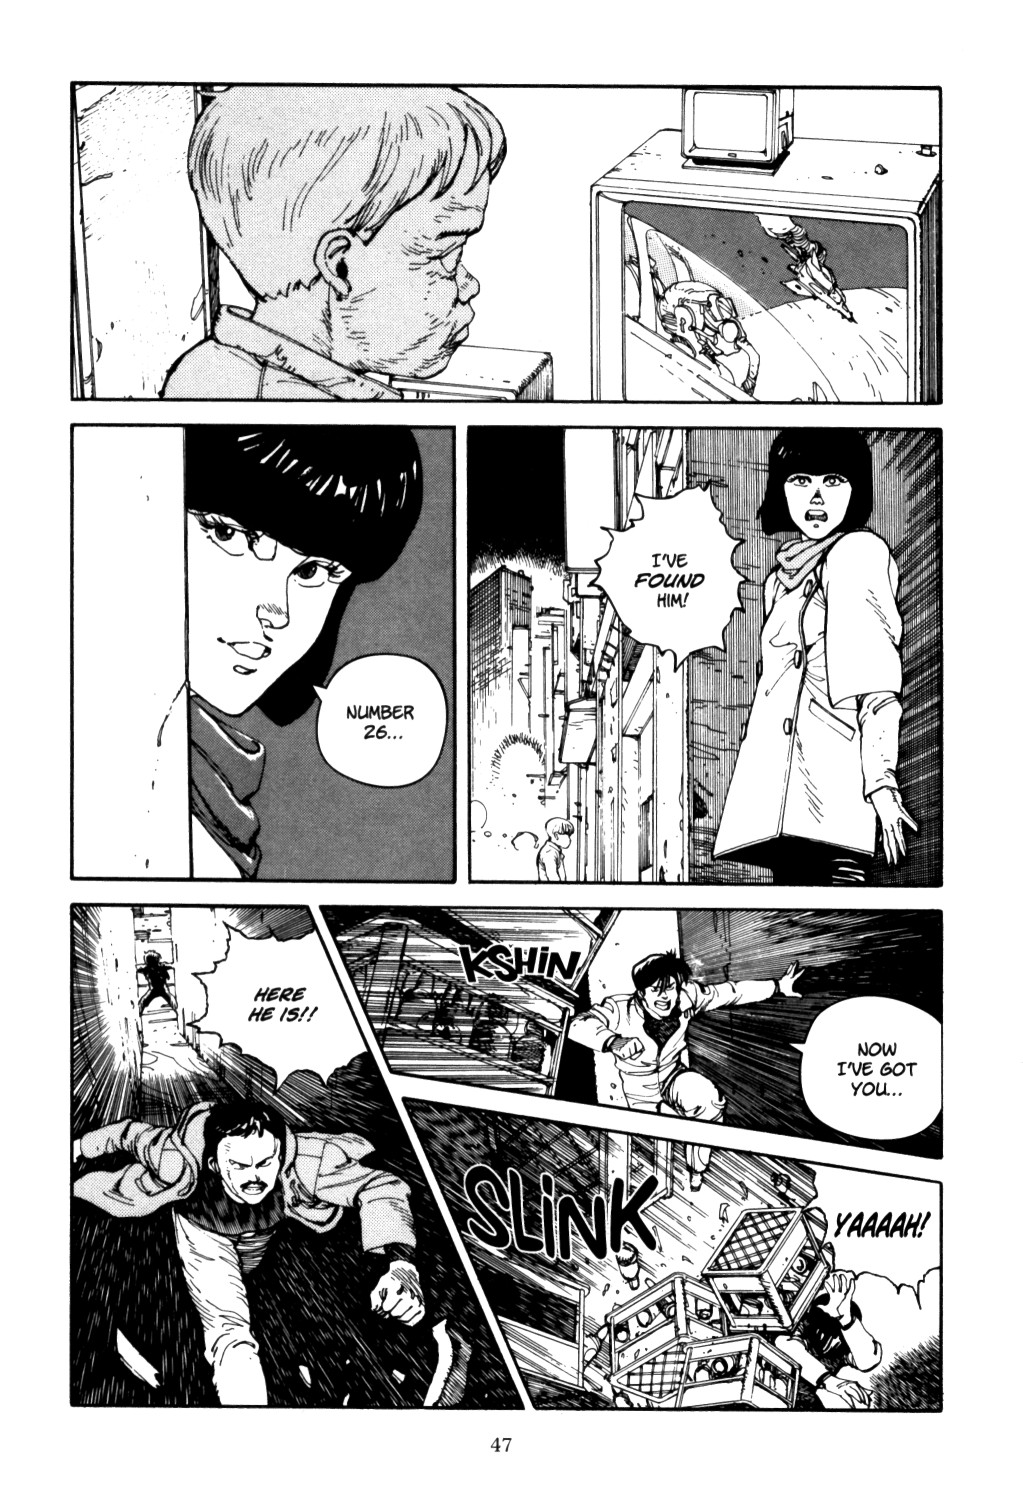 NUMBER
26...
I'VE
FOUND
HIM!
HERE
HE IS!!
KSHIN
NOW
I'VE GOT
YOU...
SLINK
YAAAAH!
47